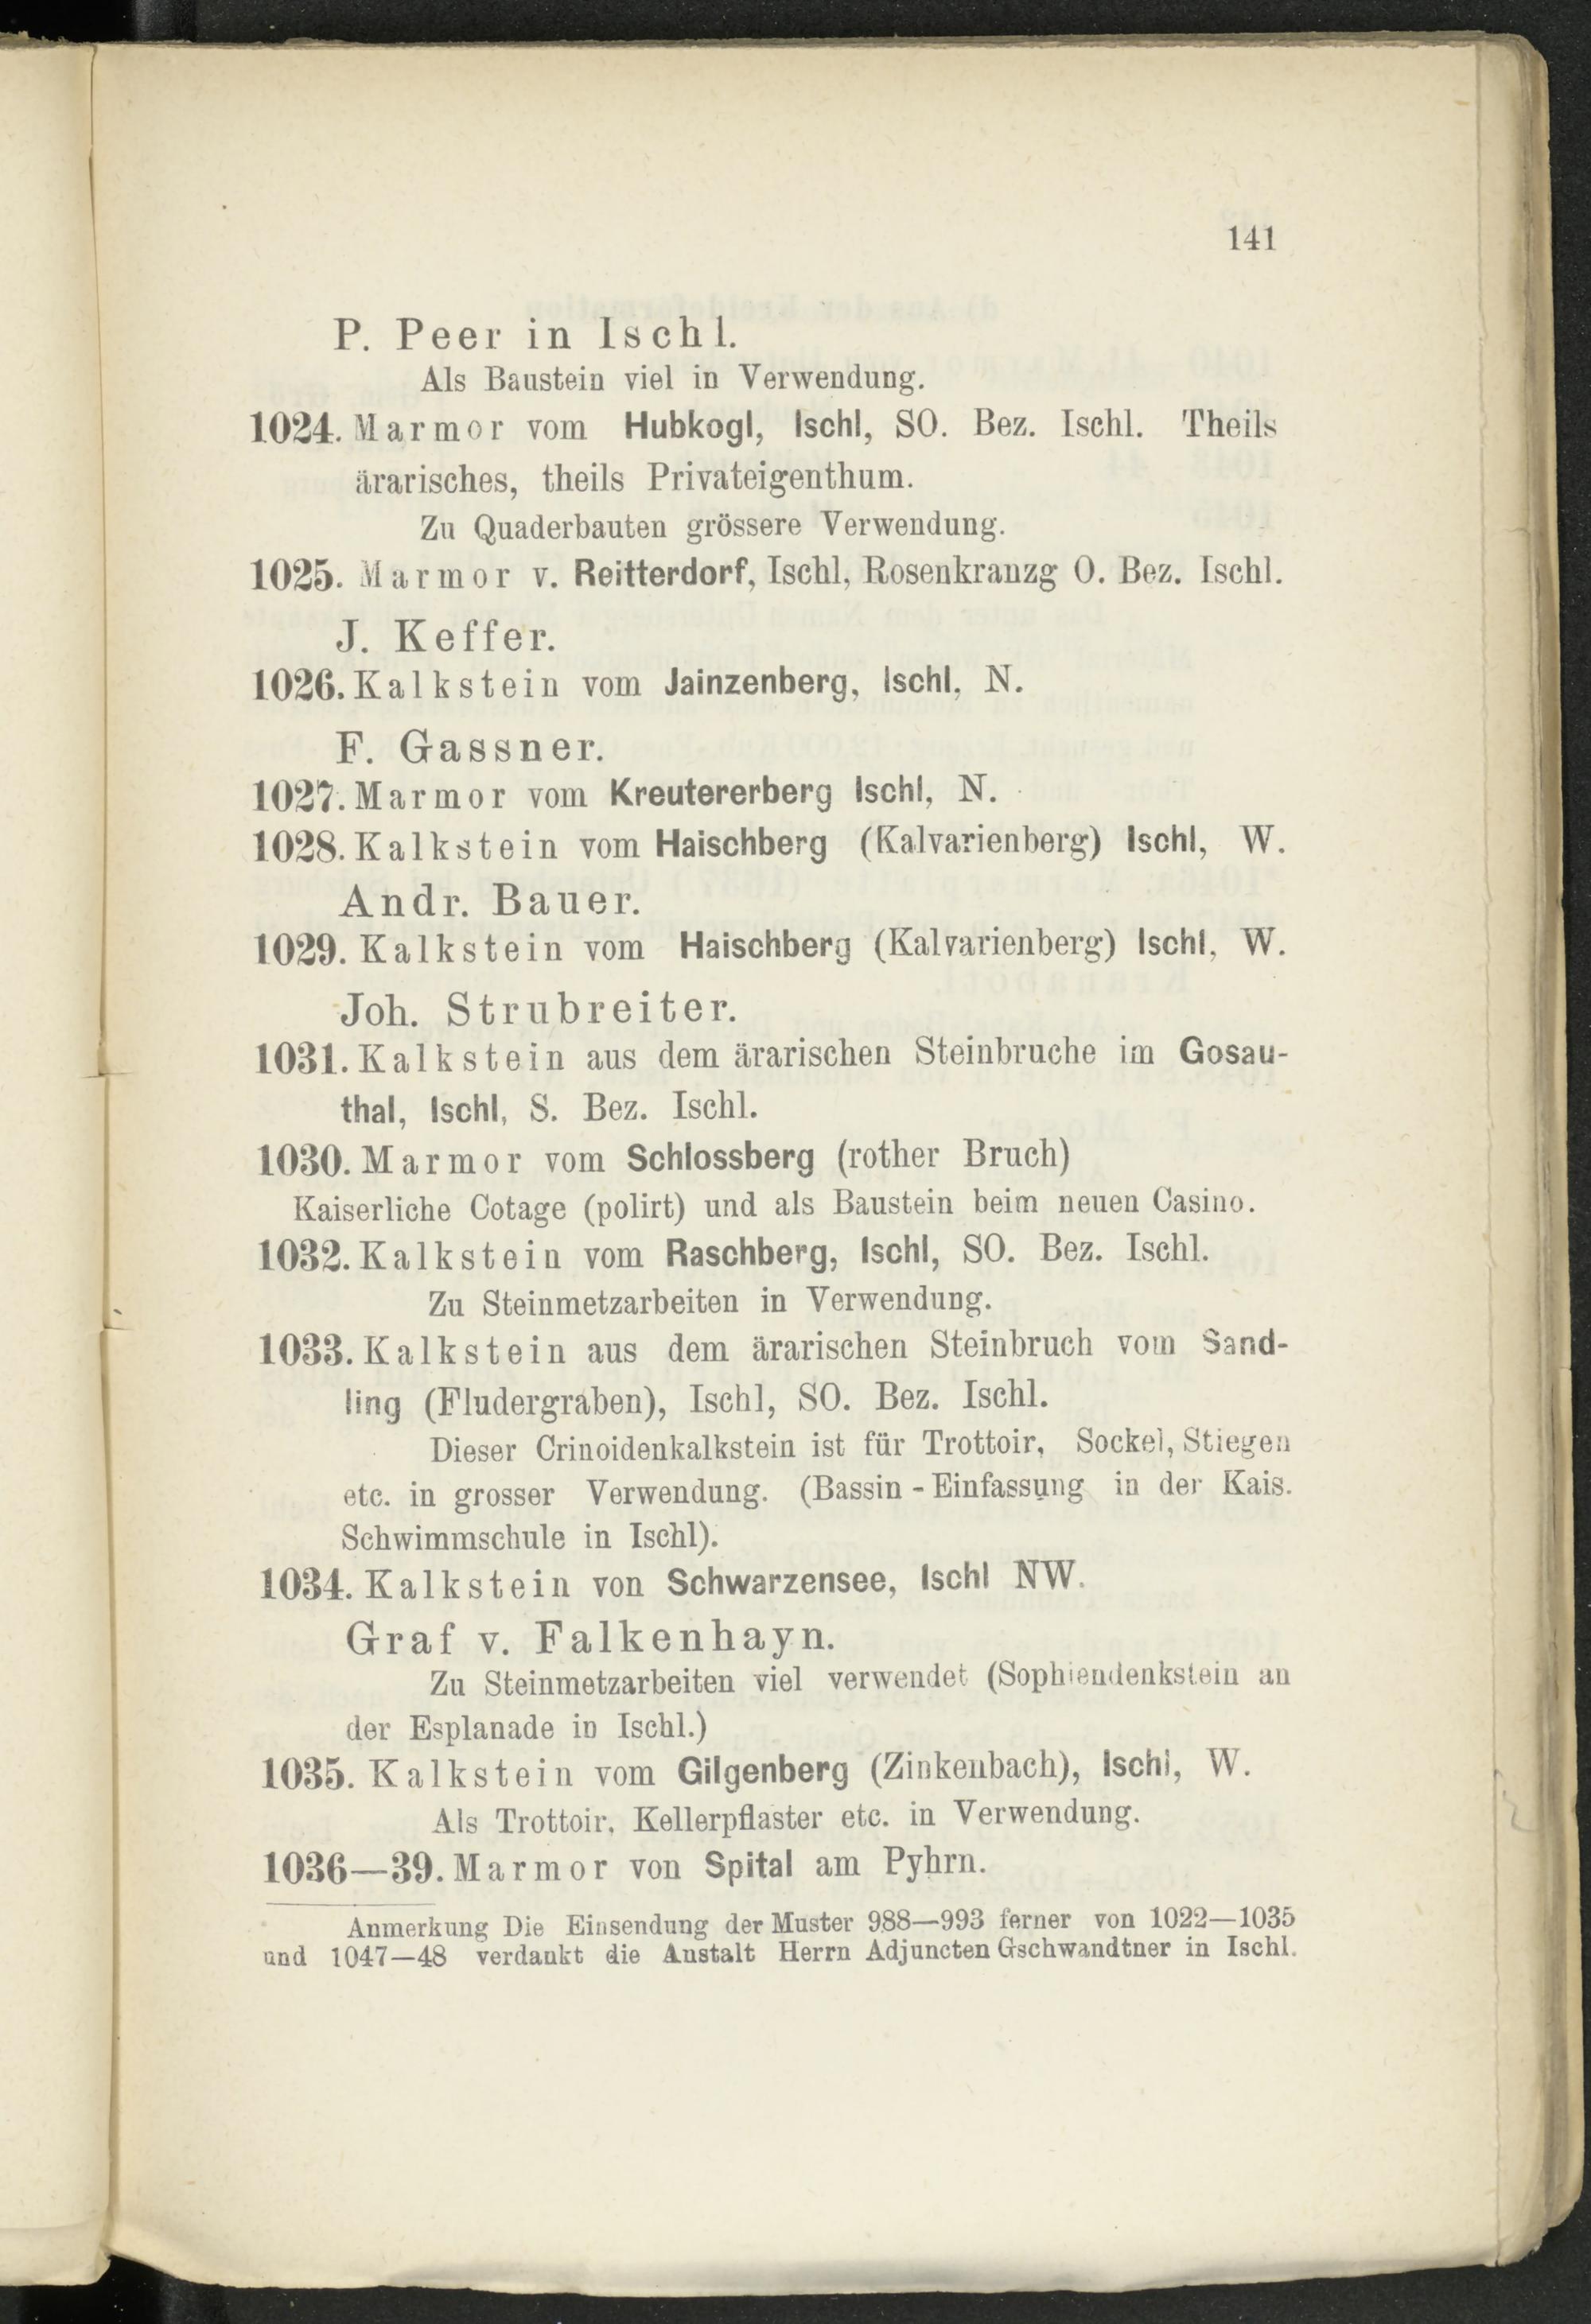 141
P. Peer in Ischl.
Als Baustein viel in Verwendung.
1024. Marmor vom Hubkogl, Ischl, SO. Bez. Ischl. Theils
ärarisches, theils Privateigenthum.
Zu Quaderbauten grössere Verwendung.
1025. Marmor v. Reitterdorf, Ischl, Rosenkranzg O. Bez. Ischl.
J. Keffer.
1026. Kalkstein vom Jainzenberg, Ischl, N.
F. Gassner.
1027. Marmor vom Kreutererberg Ischl, N.
1028. Kalkstein vom Haischberg (Kalvarienberg) Ischl, W.
Andr. Bauer.
1029. Kalkstein vom Haischberg (Kalvarienberg) Ischl, W.
Joh. Strubreiter.
1031. Kalkstein aus dem ärarischen Steinbruche im Gosau-
thal, Ischl, S. Bez. Ischl.
1030. Marmor vom Schlossberg (rother Bruch)
Kaiserliche Cotage (polirt) und als Baustein beim neuen Casino.
1032. Kalkstein vom Raschberg, Ischl, SO. Bez. Ischl.
Zu Steinmetzarbeiten in Verwendung.
1033. Kalkstein aus dem ärarischen Steinbruch vom Sand-
ling (Fludergraben), Ischl, SO. Bez. Ischl.
Dieser Crinoidenkalkstein ist für Trottoir, Sockel, Stiegen
etc. in grosser Verwendung. (Bassin-Einfassung in der Kais.
Schwimmschule in Ischl).
1034. Kalkstein von Schwarzensee, Ischl NW.
Graf v. Falkenhayn.
Zu Steinmetzarbeiten viel verwendet (Sophiendenkstein an
der Esplanade in Ischl.)
1035. Kalkstein vom Gilgenberg (Zinkenbach), Ischl, W.
Als Trottoir, Kellerpflaster etc. in Verwendung.
1036—39. Marmor von Spital am Pyhrn.
Anmerkung Die Einsendung der Muster 988—993 ferner von 1022—1035
und 1047—48 verdankt die Anstalt Herrn Adjuncten Gschwandtner in Ischl.